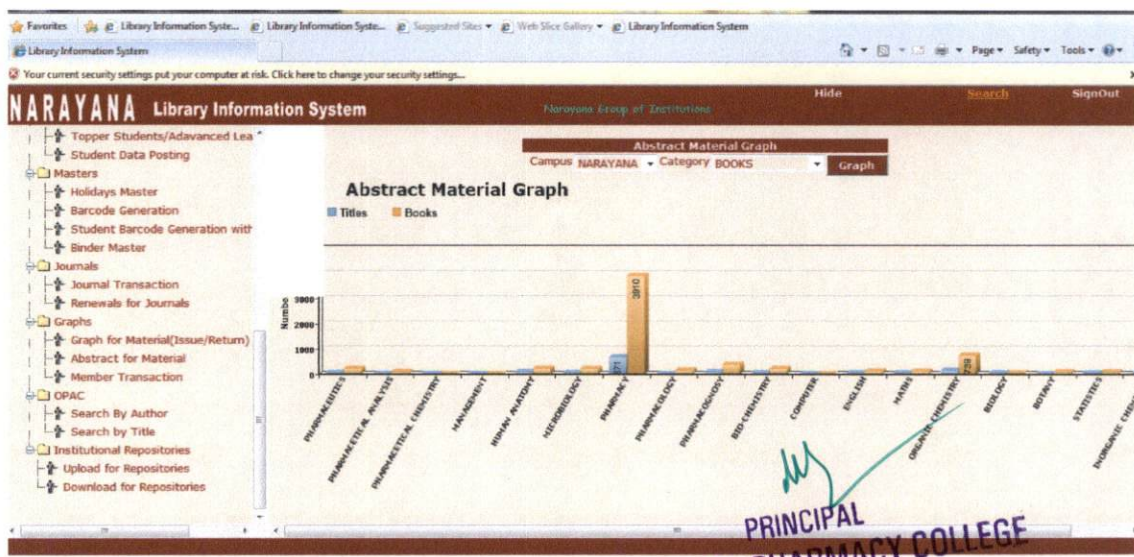 Favorites Library Information Syste... Library Information Syste... Suggested Sites Web Slice Gallery Library Information System
Library Information System
Page Safety Tools
Your current security settings put your computer at risk. Click here to change your security settings...
NARAYANA Library Information System
Narayana Group of Institutions
Hide Search SignOut
Topper Students/Adavanced Lea
Student Data Posting
Masters
Holidays Master
Barcode Generation
Student Barcode Generation with
Binder Master
Journals
Journal Transaction
Renewals for Journals
Graphs
Graph for Material(Issue/Return)
Abstract for Material
Member Transaction
OPAC
Search By Author
Search by Title
Institutional Repositories
Upload for Repositories
Download for Repositories
Abstract Material Graph
Campus NARAYANA Category BOOKS Graph
Abstract Material Graph
Titles Books
Numbe
3000
2000
1000
0
3910
PHARMACEUTICS
PHARMACETICAL ANALYSIS
PHARMACESTICAL CHEMISTRY
MANAGEMENT
HUMAN ANATOMY
MICROBIOLOGY
PHARMACY
PHARMACOLOGY
PHARMACOGNOSY
BIO-CHEMISTRY
COMPUTER
ENGLISH
MATHS
ORGANIC CHEMISTRY
BIOLOGY
BOTANY
STATISTICS
INORGANIC CHEM
PRINCIPAL
PHARMACY COLLEGE